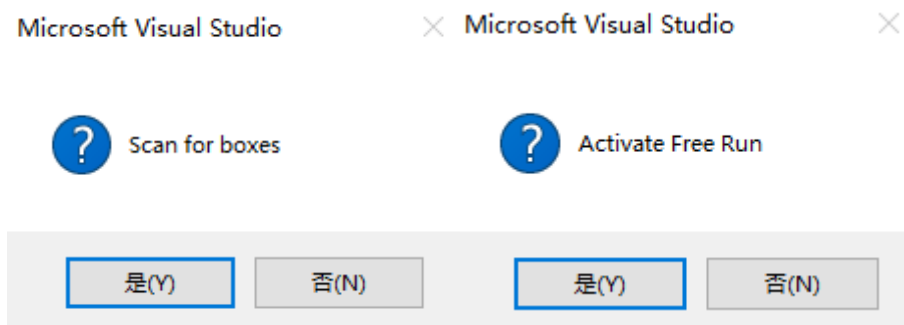 Microsoft Visual Studio
Scan for boxes
是(Y)
否(N)
Microsoft Visual Studio
Activate Free Run
是(Y)
否(N)